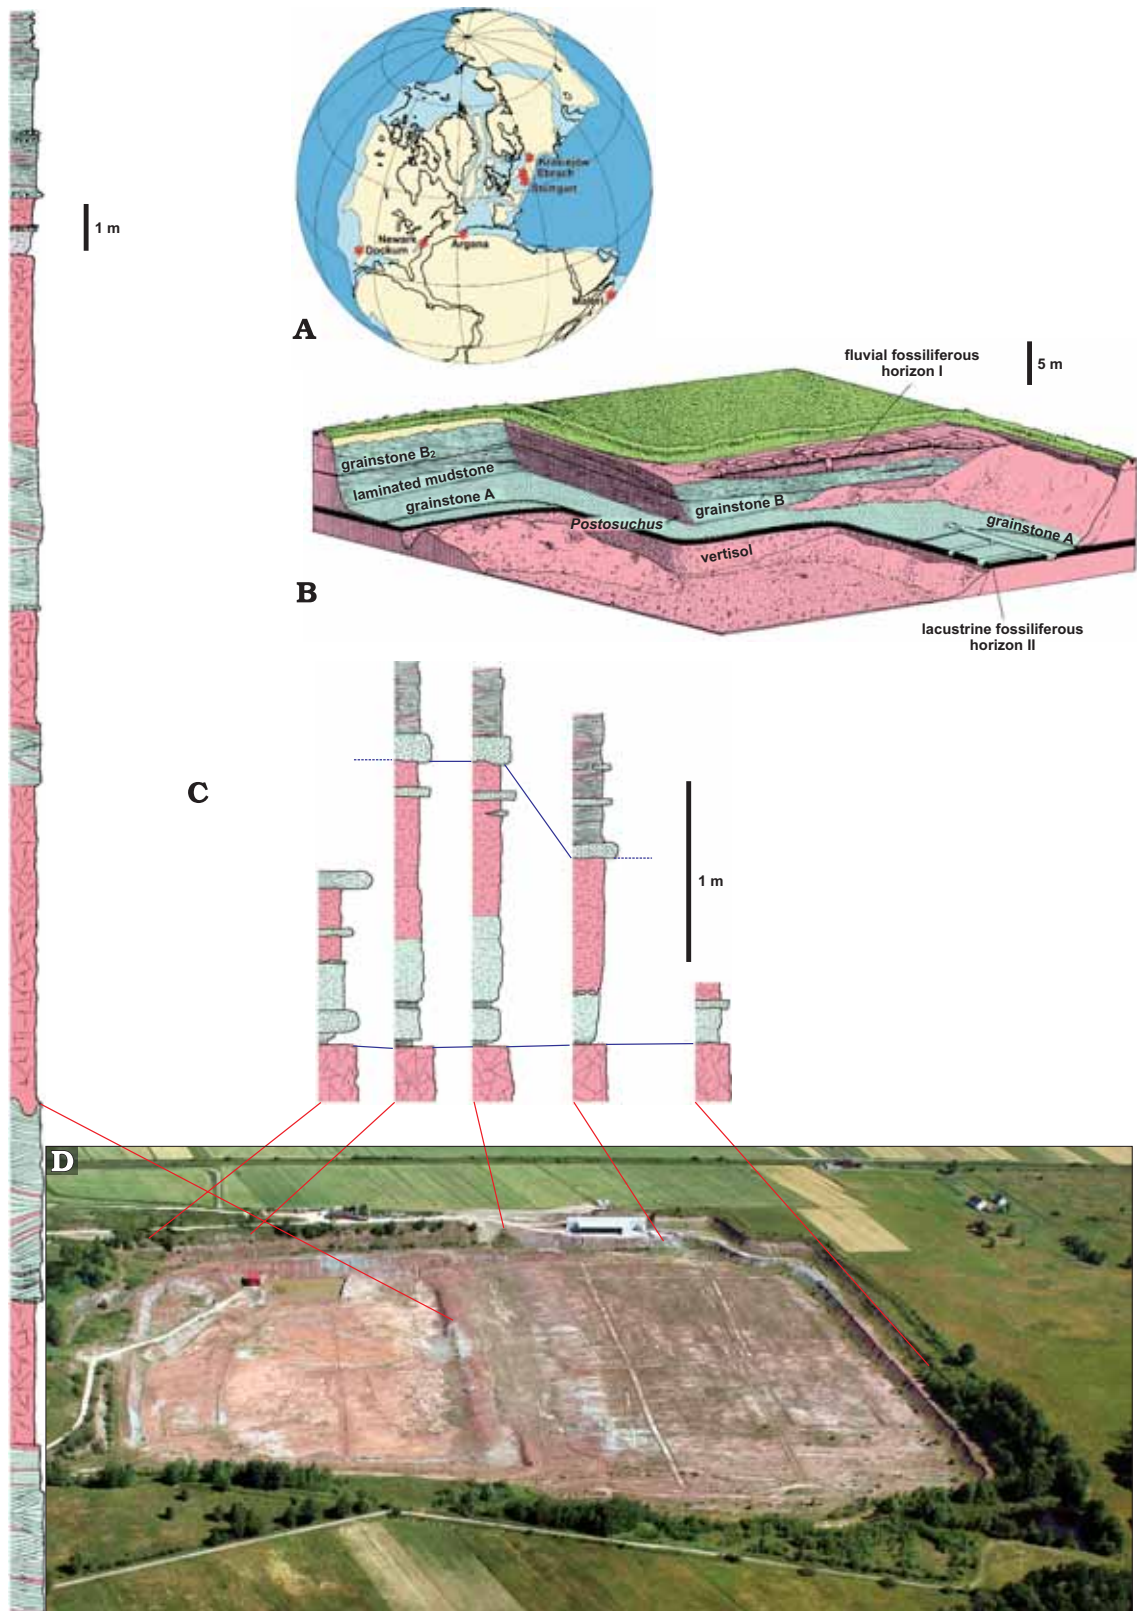 1 m
Krasiejów
Ebrach
Stuttgart
Newark
Dockum
Argana
Maleri
A
fluvial fossiliferous
horizon I
5 m
grainstone B2
laminated mudstone
grainstone A
Postosuchus
grainstone B
grainstone A
vertisol
B
lacustrine fossiliferous
horizon II
C
1 m
D